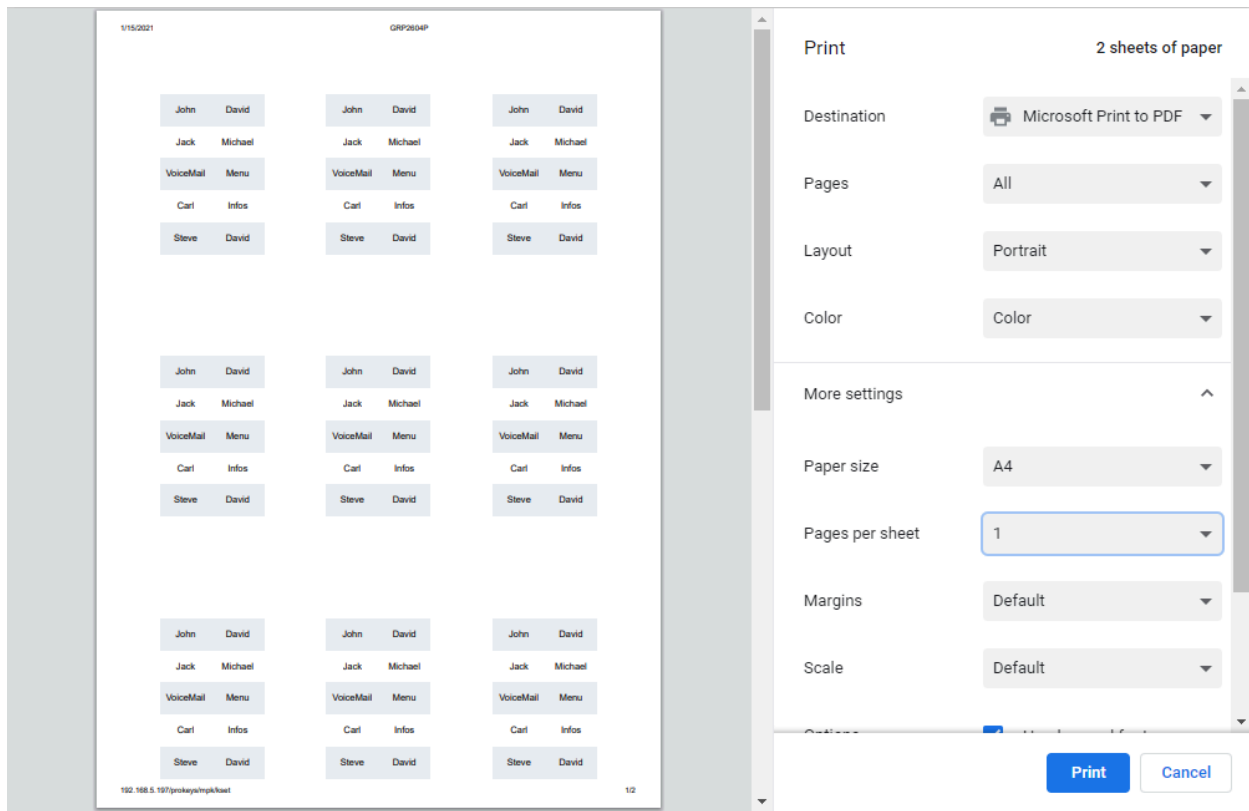 1/15/2021 GRP2604P
John David John David John David
Jack Michael Jack Michael Jack Michael
VoiceMail Menu VoiceMail Menu VoiceMail Menu
Carl Infos Carl Infos Carl Infos
Steve David Steve David Steve David
John David John David John David
Jack Michael Jack Michael Jack Michael
VoiceMail Menu VoiceMail Menu VoiceMail Menu
Carl Infos Carl Infos Carl Infos
Steve David Steve David Steve David
John David John David John David
Jack Michael Jack Michael Jack Michael
VoiceMail Menu VoiceMail Menu VoiceMail Menu
Carl Infos Carl Infos Carl Infos
Steve David Steve David Steve David
192.168.5.197/prokeys/mpk/kset 1/2
Print 2 sheets of paper
Destination Microsoft Print to PDF
Pages All
Layout Portrait
Color Color
More settings
Paper size A4
Pages per sheet 1
Margins Default
Scale Default
Print Cancel